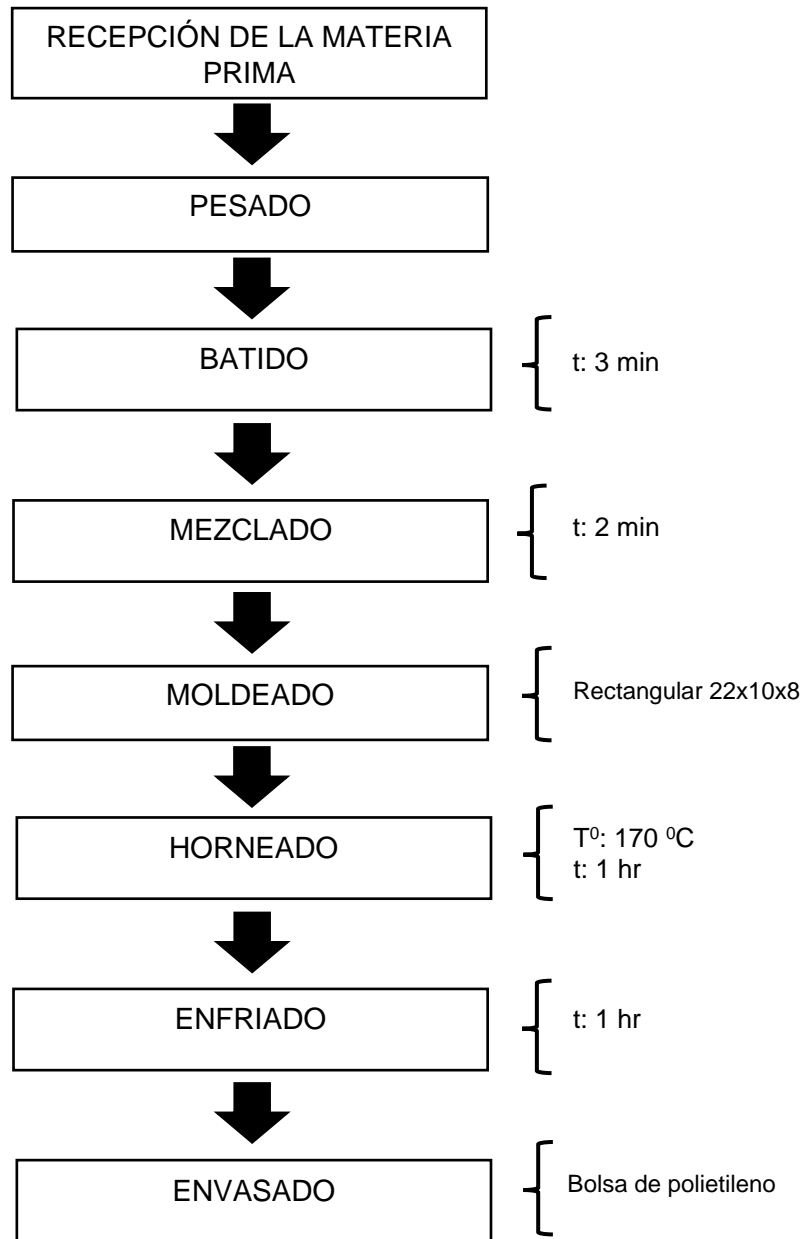 RECEPCIÓN DE LA MATERIA
PRIMA
PESADO
BATIDO
t: 3 min
MEZCLADO
t: 2 min
MOLDEADO
Rectangular 22x10x8
HORNEADO
T⁰: 170 ⁰C
t: 1 hr
ENFRIADO
t: 1 hr
ENVASADO
Bolsa de polietileno